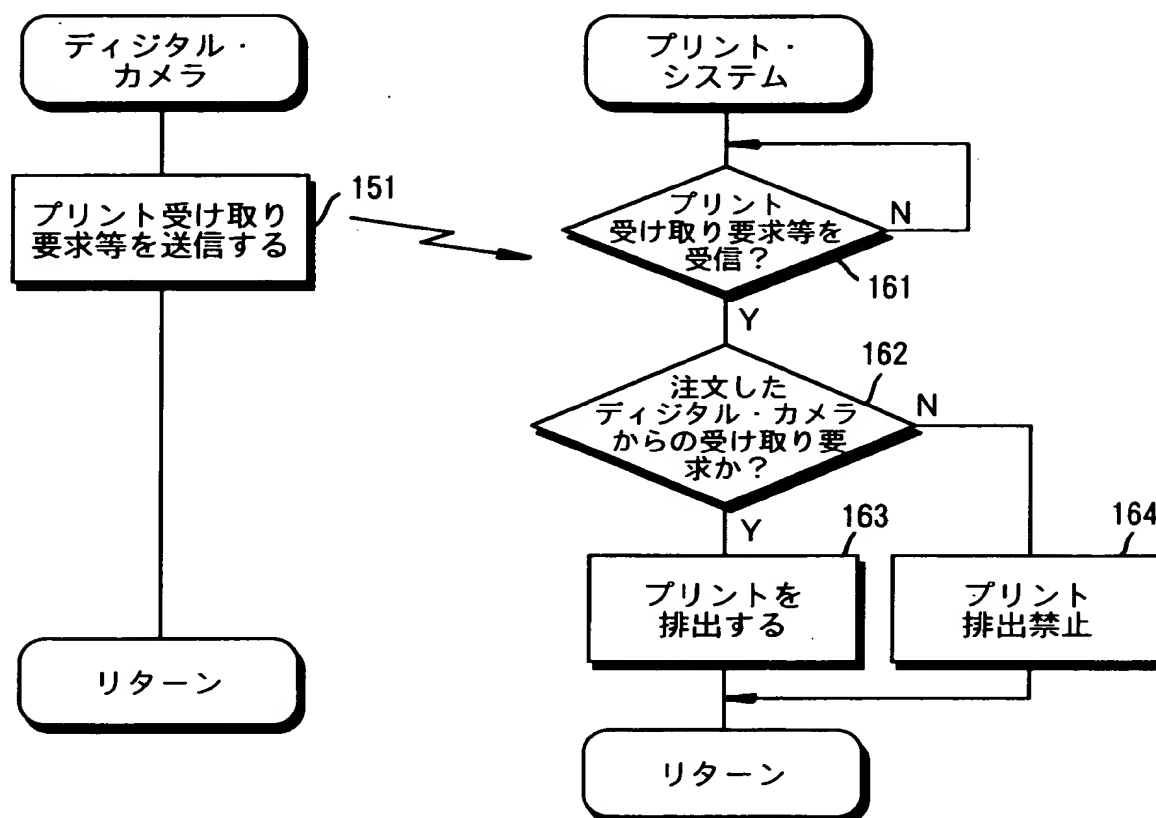 ディジタル・
カメラ
プリント受け取り
要求等を送信する
151
リターン
プリント・
システム
プリント
受け取り要求等を
受信？
N
161
Y
注文した
ディジタル・カメラ
からの受け取り要
求か？
162
N
Y
163
プリントを
排出する
164
プリント
排出禁止
リターン